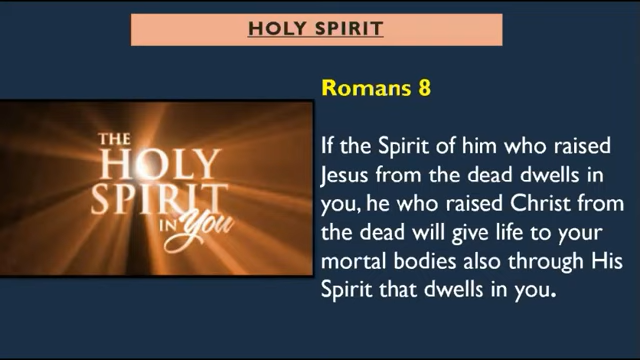 HOLY SPIRIT
THE
HOLY
SPIRIT
IN You
Romans 8
If the Spirit of him who raised
Jesus from the dead dwells in
you, he who raised Christ from
the dead will give life to your
mortal bodies also through His
Spirit that dwells in you.